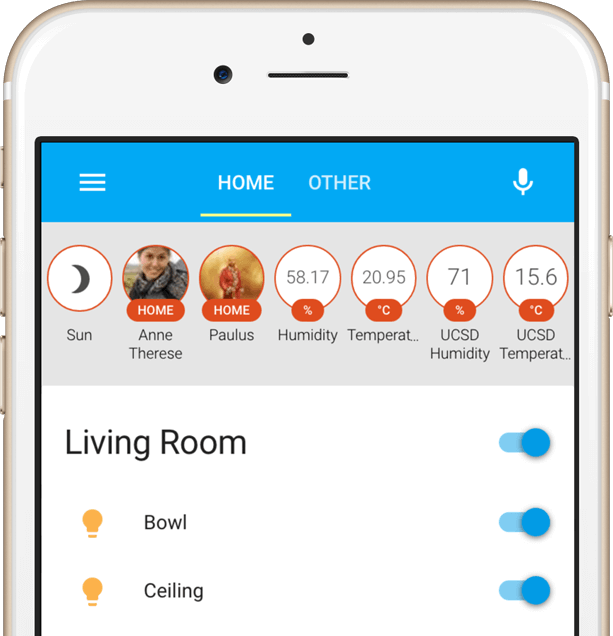 HOME OTHER
58.17 20.95 71 15.6
HOME HOME % °C % °C
Sun Anne Paulus Humidity Temperat... UCSD UCSD
Therese Humidity Temperat...
Living Room
Bowl
Ceiling